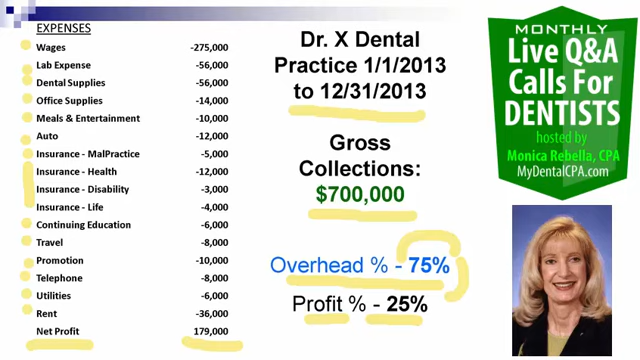 EXPENSES
Wages -275,000
Lab Expense -56,000
Dental Supplies -56,000
Office Supplies -14,000
Meals & Entertainment -10,000
Auto -12,000
Insurance - MalPractice -5,000
Insurance - Health -12,000
Insurance - Disability -3,000
Insurance - Life -4,000
Continuing Education -6,000
Travel -8,000
Promotion -10,000
Telephone -8,000
Utilities -6,000
Rent -36,000
Net Profit 179,000
Dr. X Dental
Practice 1/1/2013
to 12/31/2013
Gross
Collections:
$700,000
Overhead % - 75%
Profit % - 25%
MONTHLY
Live Q&A
Calls For
DENTISTS
hosted by
Monica Rebella, CPA
MyDentalCPA.com